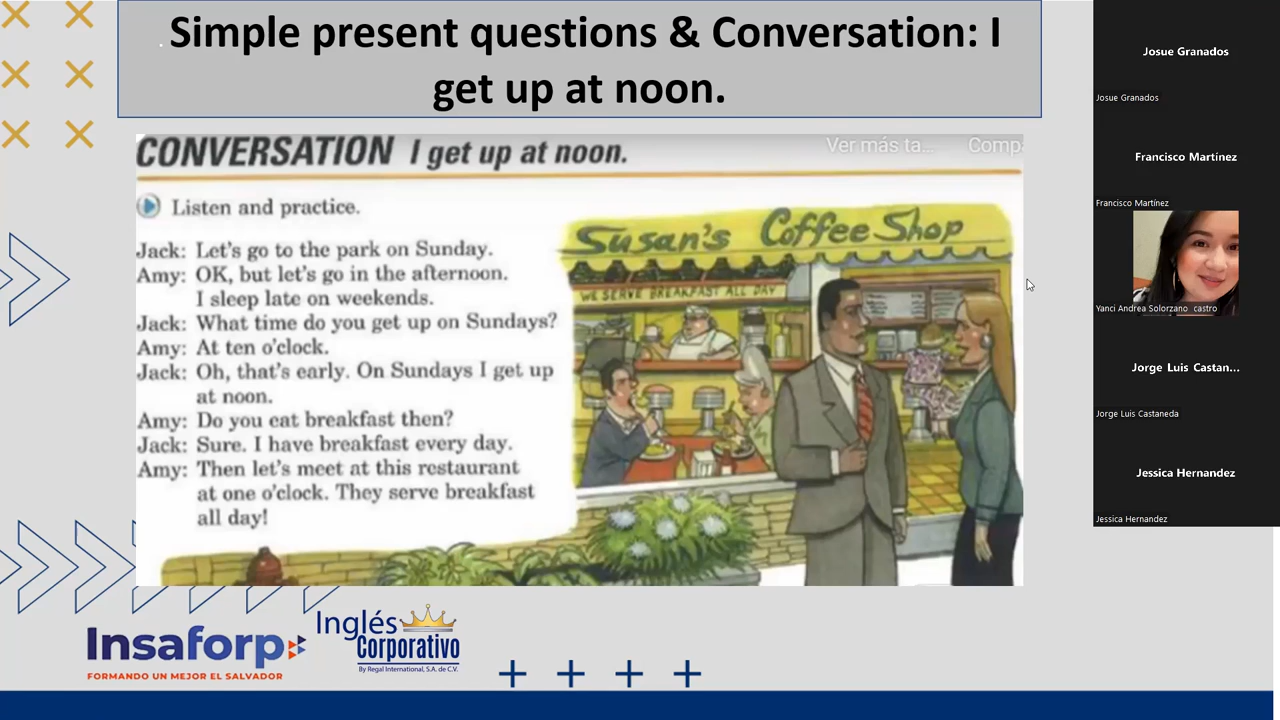 . Simple present questions & Conversation: I
get up at noon.
CONVERSATION I get up at noon.
Ver más ta... Comp
Listen and practice.
Jack: Let's go to the park on Sunday.
Amy: OK, but let's go in the afternoon.
I sleep late on weekends.
Jack: What time do you get up on Sundays?
Amy: At ten o'clock.
Jack: Oh, that's early. On Sundays I get up
at noon.
Amy: Do you eat breakfast then?
Jack: Sure. I have breakfast every day.
Amy: Then let's meet at this restaurant
at one o'clock. They serve breakfast
all day!
Susan's Coffee Shop
WE SERVE BREAKFAST ALL DAY
Insaforp
FORMANDO UN MEJOR EL SALVADOR
Inglés
Corporativo
By Regal International, S.A. de C.V.
Josue Granados
Josue Granados
Francisco Martínez
Francisco Martínez
Yanci Andrea Solorzano castro
Jorge Luis Castan...
Jorge Luis Castaneda
Jessica Hernandez
Jessica Hernandez